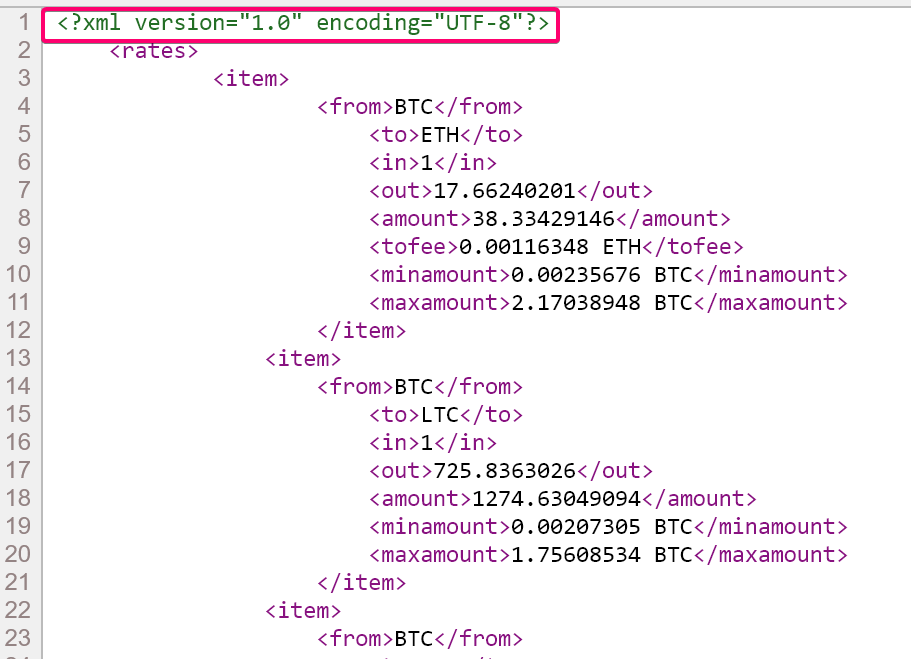 1 <?xml version="1.0" encoding="UTF-8"?>
2 <rates>
3 <item>
4 <from>BTC</from>
5 <to>ETH</to>
6 <in>1</in>
7 <out>17.66240201</out>
8 <amount>38.33429146</amount>
9 <tofee>0.00116348 ETH</tofee>
10 <minamount>0.00235676 BTC</minamount>
11 <maxamount>2.17038948 BTC</maxamount>
12 </item>
13 <item>
14 <from>BTC</from>
15 <to>LTC</to>
16 <in>1</in>
17 <out>725.8363026</out>
18 <amount>1274.63049094</amount>
19 <minamount>0.00207305 BTC</minamount>
20 <maxamount>1.75608534 BTC</maxamount>
21 </item>
22 <item>
23 <from>BTC</from>